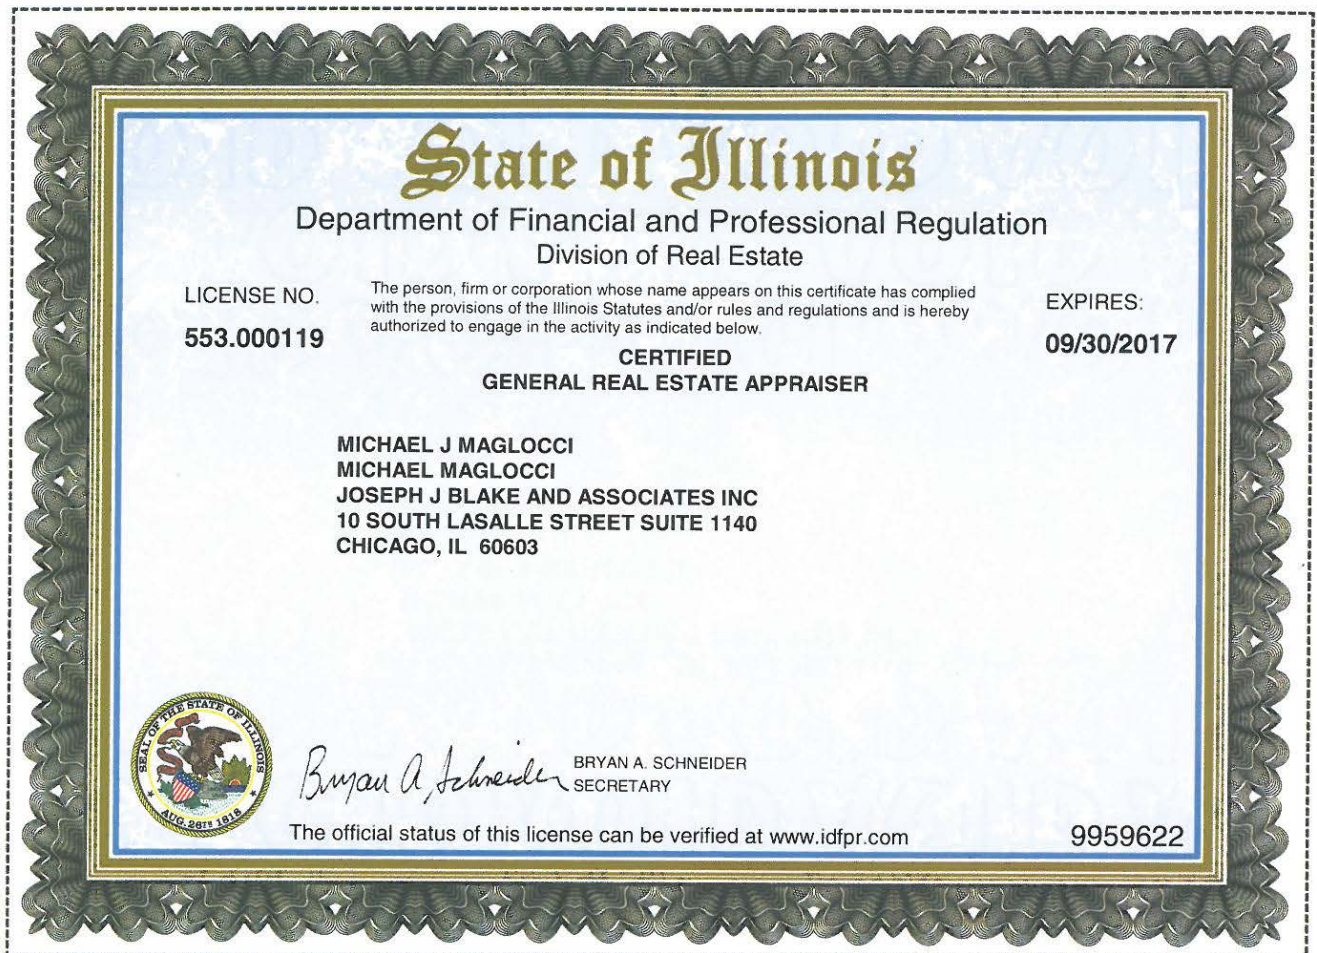 State of Illinois
Department of Financial and Professional Regulation
Division of Real Estate
LICENSE NO.
553.000119
The person, firm or corporation whose name appears on this certificate has complied
with the provisions of the Illinois Statutes and/or rules and regulations and is hereby
authorized to engage in the activity as indicated below.
EXPIRES:
09/30/2017
CERTIFIED
GENERAL REAL ESTATE APPRAISER
MICHAEL J MAGLOCCI
MICHAEL MAGLOCCI
JOSEPH J BLAKE AND ASSOCIATES INC
10 SOUTH LASALLE STREET SUITE 1140
CHICAGO, IL 60603
SEAL OF THE STATE OF ILLINOIS
AUG. 26TH 1818
Bryan A. Schneider
BRYAN A. SCHNEIDER
SECRETARY
The official status of this license can be verified at www.idfpr.com
9959622